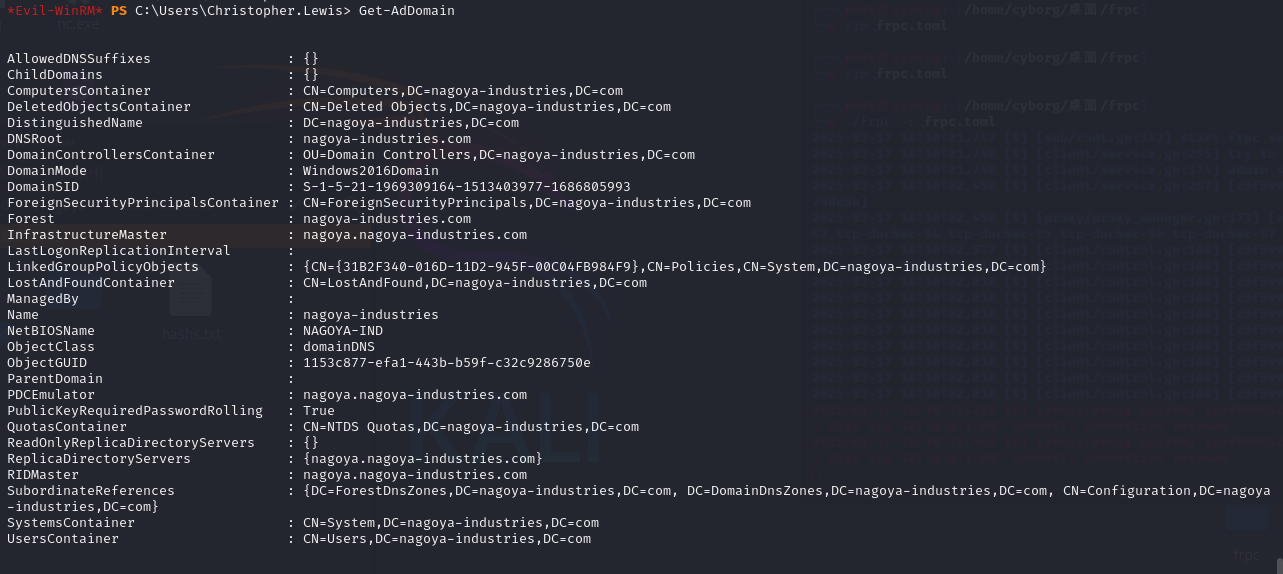 *Evil-WinRM* PS C:\Users\Christopher.Lewis> Get-AdDomain
AllowedDNSSuffixes : {}
ChildDomains : {}
ComputersContainer : CN=Computers,DC=nagoya-industries,DC=com
DeletedObjectsContainer : CN=Deleted Objects,DC=nagoya-industries,DC=com
DistinguishedName : DC=nagoya-industries,DC=com
DNSRoot : nagoya-industries.com
DomainControllersContainer : OU=Domain Controllers,DC=nagoya-industries,DC=com
DomainMode : Windows2016Domain
DomainSID : S-1-5-21-1969309164-1513403977-1686805993
ForeignSecurityPrincipalsContainer : CN=ForeignSecurityPrincipals,DC=nagoya-industries,DC=com
Forest : nagoya-industries.com
InfrastructureMaster : nagoya.nagoya-industries.com
LastLogonReplicationInterval :
LinkedGroupPolicyObjects : {CN={31B2F340-016D-11D2-945F-00C04FB984F9},CN=Policies,CN=System,DC=nagoya-industries,DC=com}
LostAndFoundContainer : CN=LostAndFound,DC=nagoya-industries,DC=com
ManagedBy :
Name : nagoya-industries
NetBIOSName : NAGOYA-IND
ObjectClass : domainDNS
ObjectGUID : 1153c877-efa1-443b-b59f-c32c9286750e
ParentDomain :
PDCEmulator : nagoya.nagoya-industries.com
PublicKeyRequiredPasswordRolling : True
QuotasContainer : CN=NTDS Quotas,DC=nagoya-industries,DC=com
ReadOnlyReplicaDirectoryServers : {}
ReplicaDirectoryServers : {nagoya.nagoya-industries.com}
RIDMaster : nagoya.nagoya-industries.com
SubordinateReferences : {DC=ForestDnsZones,DC=nagoya-industries,DC=com, DC=DomainDnsZones,DC=nagoya-industries,DC=com, CN=Configuration,DC=nagoya
-industries,DC=com}
SystemsContainer : CN=System,DC=nagoya-industries,DC=com
UsersContainer : CN=Users,DC=nagoya-industries,DC=com
nc.exe
hashs.txt
KALI
/home/cyborg/桌面/frpc
frpc.toml
/home/cyborg/桌面/frpc
frpc.toml
/home/cyborg/桌面/frpc
frpc.toml
frpc